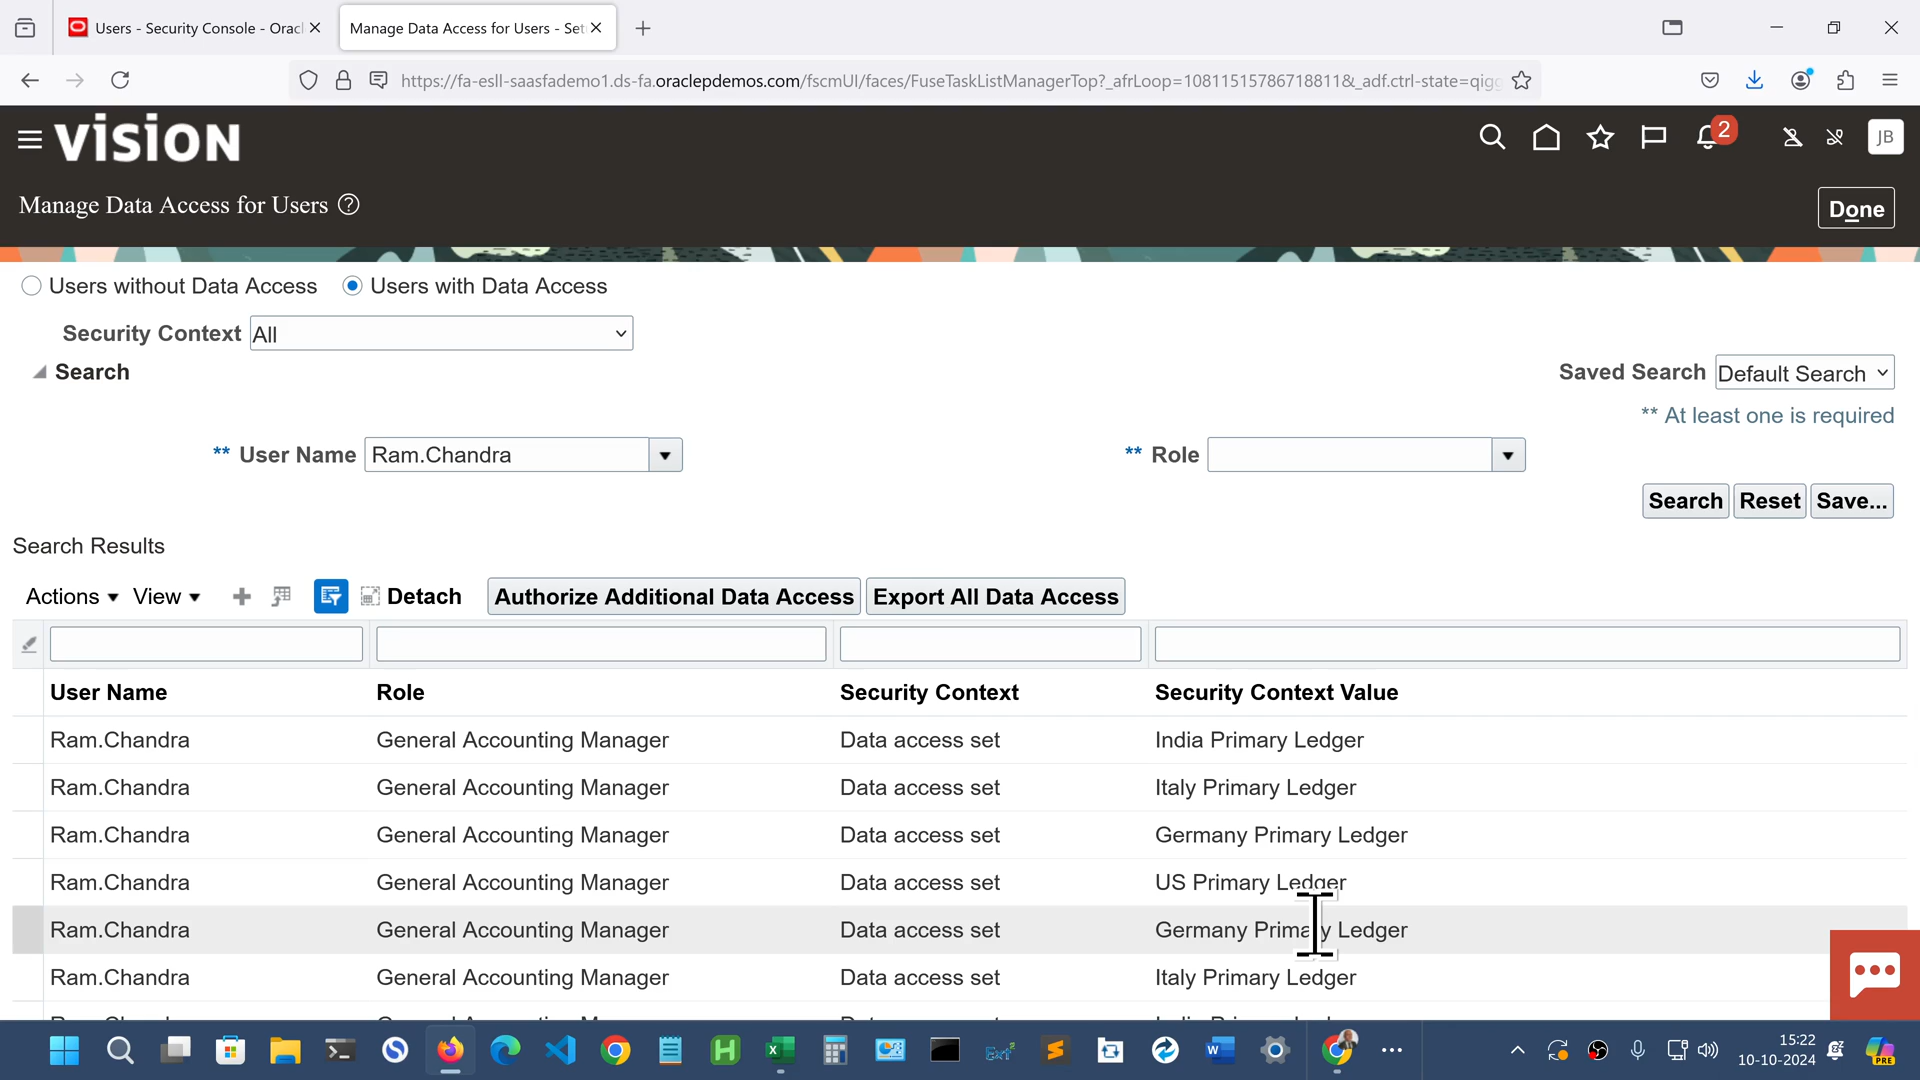 Users - Security Console - Orac
Manage Data Access for Users - Set
https://fa-esll-saasfademo1.ds-fa.oraclepdemos.com/fscmUI/faces/FuseTaskListManagerTop?_afrLoop=10811515786718811&_adf.ctrl-state=qigg
vision
2
JB
Manage Data Access for Users
Done
Users without Data Access
Users with Data Access
Security Context All
Search
Saved Search Default Search
** At least one is required
** User Name Ram.Chandra
** Role
Search Reset Save...
Search Results
Actions View Detach Authorize Additional Data Access Export All Data Access
User Name Role Security Context Security Context Value
Ram.Chandra General Accounting Manager Data access set India Primary Ledger
Ram.Chandra General Accounting Manager Data access set Italy Primary Ledger
Ram.Chandra General Accounting Manager Data access set Germany Primary Ledger
Ram.Chandra General Accounting Manager Data access set US Primary Ledger
Ram.Chandra General Accounting Manager Data access set Germany Primary Ledger
Ram.Chandra General Accounting Manager Data access set Italy Primary Ledger
15:22
10-10-2024
PRE